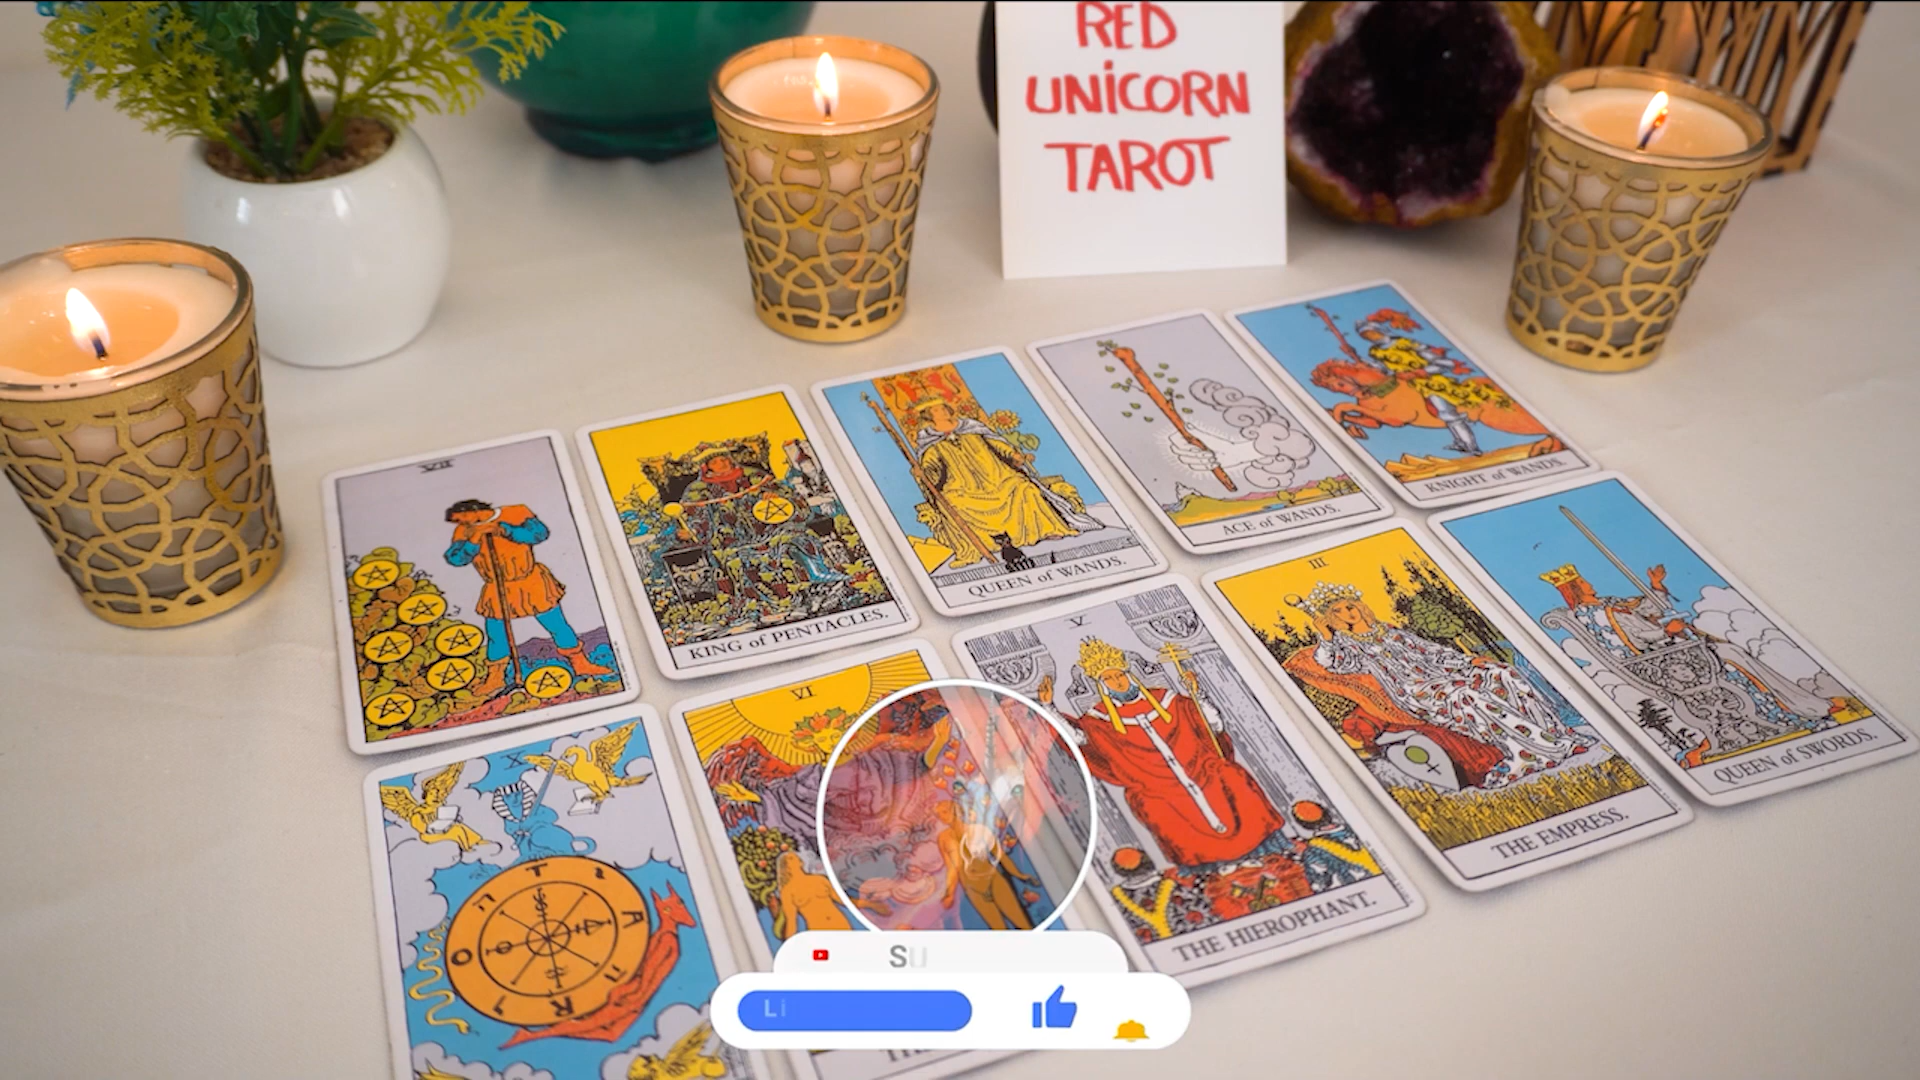 RED
UNICORN
TAROT
VII
KING of PENTACLES.
QUEEN of WANDS.
ACE of WANDS.
KNIGHT of WANDS.
X
VI
V
THE HIEROPHANT.
III
THE EMPRESS.
QUEEN of SWORDS.
T
A
R
O
SU
Li